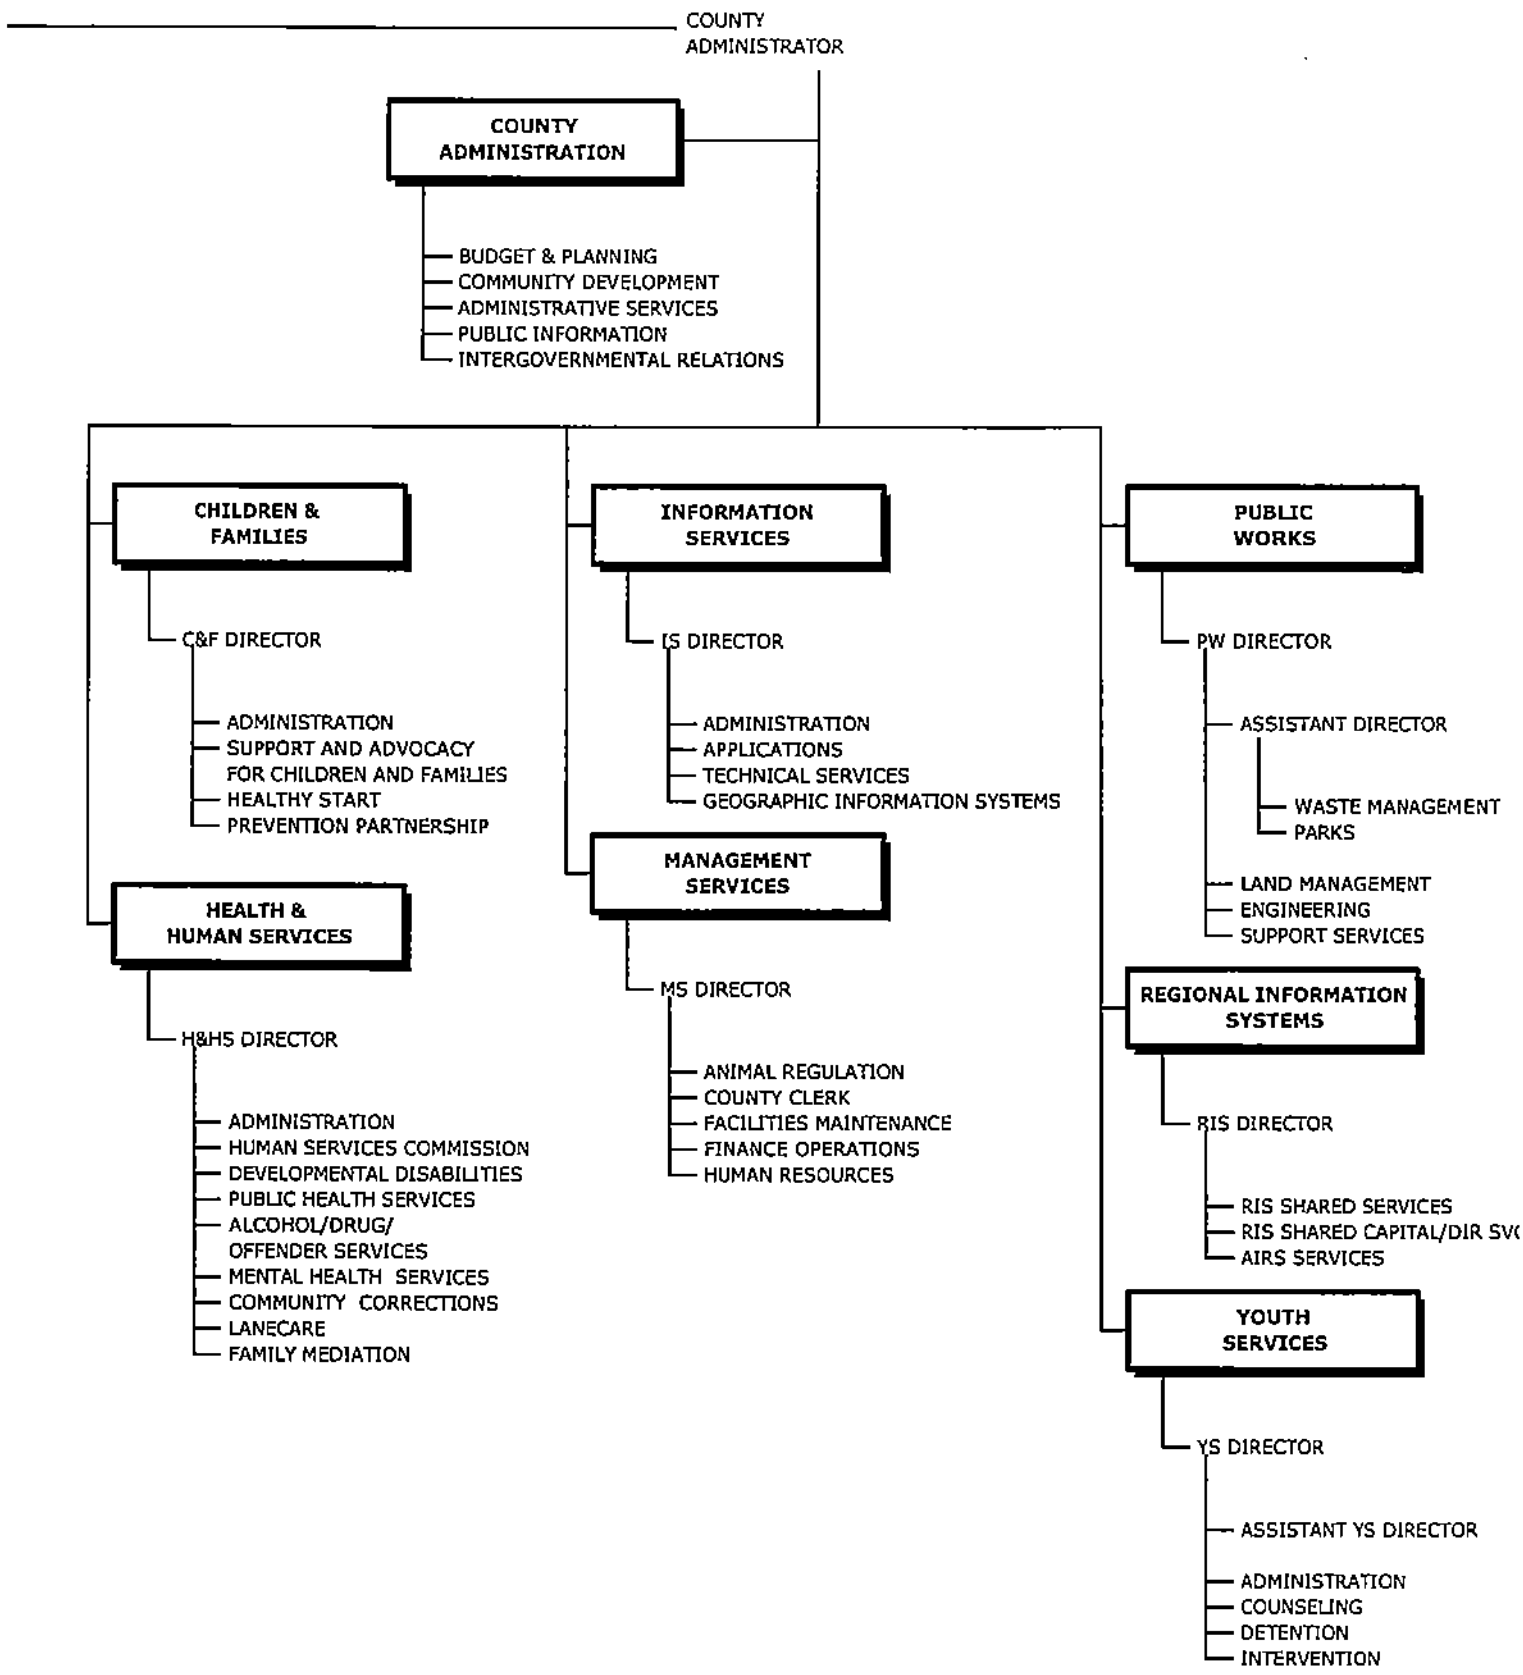 COUNTY
ADMINISTRATOR
COUNTY
ADMINISTRATION
BUDGET & PLANNING
COMMUNITY DEVELOPMENT
ADMINISTRATIVE SERVICES
PUBLIC INFORMATION
INTERGOVERNMENTAL RELATIONS
CHILDREN &
FAMILIES
C&F DIRECTOR
ADMINISTRATION
SUPPORT AND ADVOCACY
FOR CHILDREN AND FAMILIES
HEALTHY START
PREVENTION PARTNERSHIP
HEALTH &
HUMAN SERVICES
H&HS DIRECTOR
ADMINISTRATION
HUMAN SERVICES COMMISSION
DEVELOPMENTAL DISABILITIES
PUBLIC HEALTH SERVICES
ALCOHOL/DRUG/
OFFENDER SERVICES
MENTAL HEALTH SERVICES
COMMUNITY CORRECTIONS
LANECARE
FAMILY MEDIATION
INFORMATION
SERVICES
IS DIRECTOR
ADMINISTRATION
APPLICATIONS
TECHNICAL SERVICES
GEOGRAPHIC INFORMATION SYSTEMS
MANAGEMENT
SERVICES
MS DIRECTOR
ANIMAL REGULATION
COUNTY CLERK
FACILITIES MAINTENANCE
FINANCE OPERATIONS
HUMAN RESOURCES
PUBLIC
WORKS
PW DIRECTOR
ASSISTANT DIRECTOR
WASTE MANAGEMENT
PARKS
LAND MANAGEMENT
ENGINEERING
SUPPORT SERVICES
REGIONAL INFORMATION
SYSTEMS
RIS DIRECTOR
RIS SHARED SERVICES
RIS SHARED CAPITAL/DIR
AIRS SERVICES
YOUTH
SERVICES
YS DIRECTOR
ASSISTANT YS DIRECTOR
ADMINISTRATION
COUNSELING
DETENTION
INTERVENTION